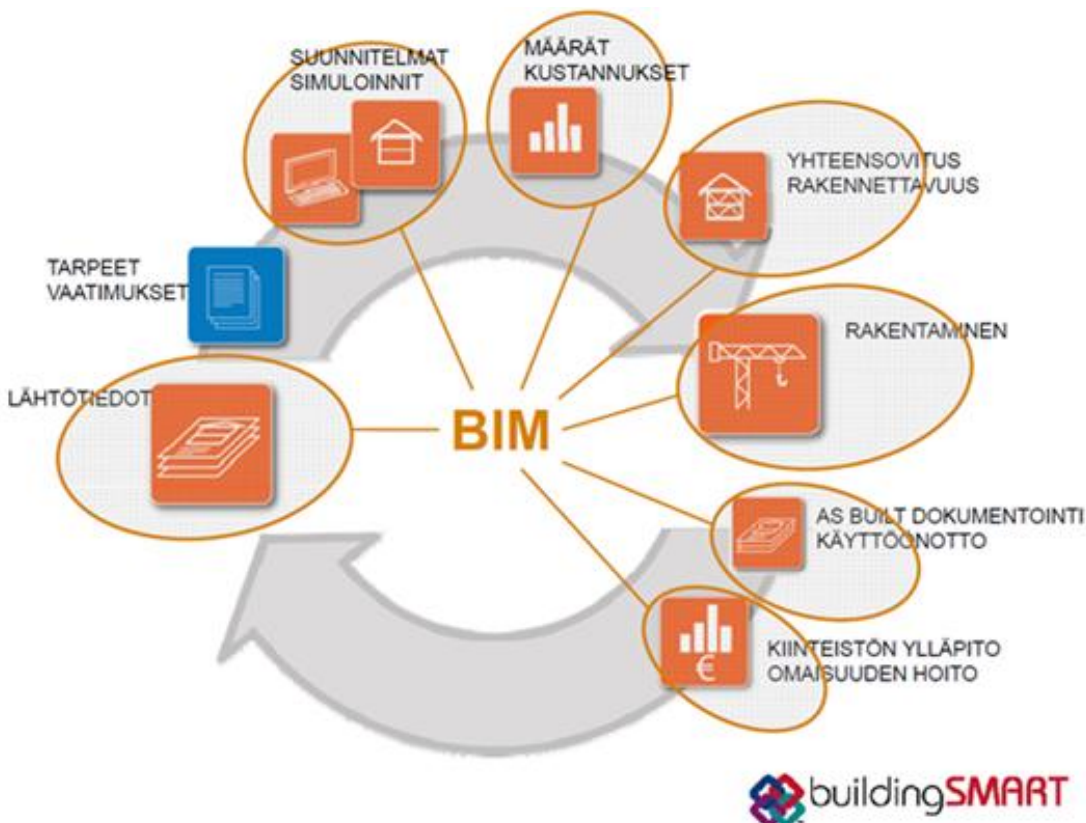 SUUNNITELMAT
SIMULOINNIT
MÄÄRÄT
KUSTANNUKSET
YHTEENSOVITUS
RAKENNETTAVUUS
TARPEET
VAATIMUKSET
RAKENTAMINEN
LÄHTÖTIEDOT
BIM
AS BUILT DOKUMENTOINTI
KÄYTTÖÖNOTTO
€
KIINTEISTÖN YLLÄPITO
OMAISUUDEN HOITO
buildingSMART